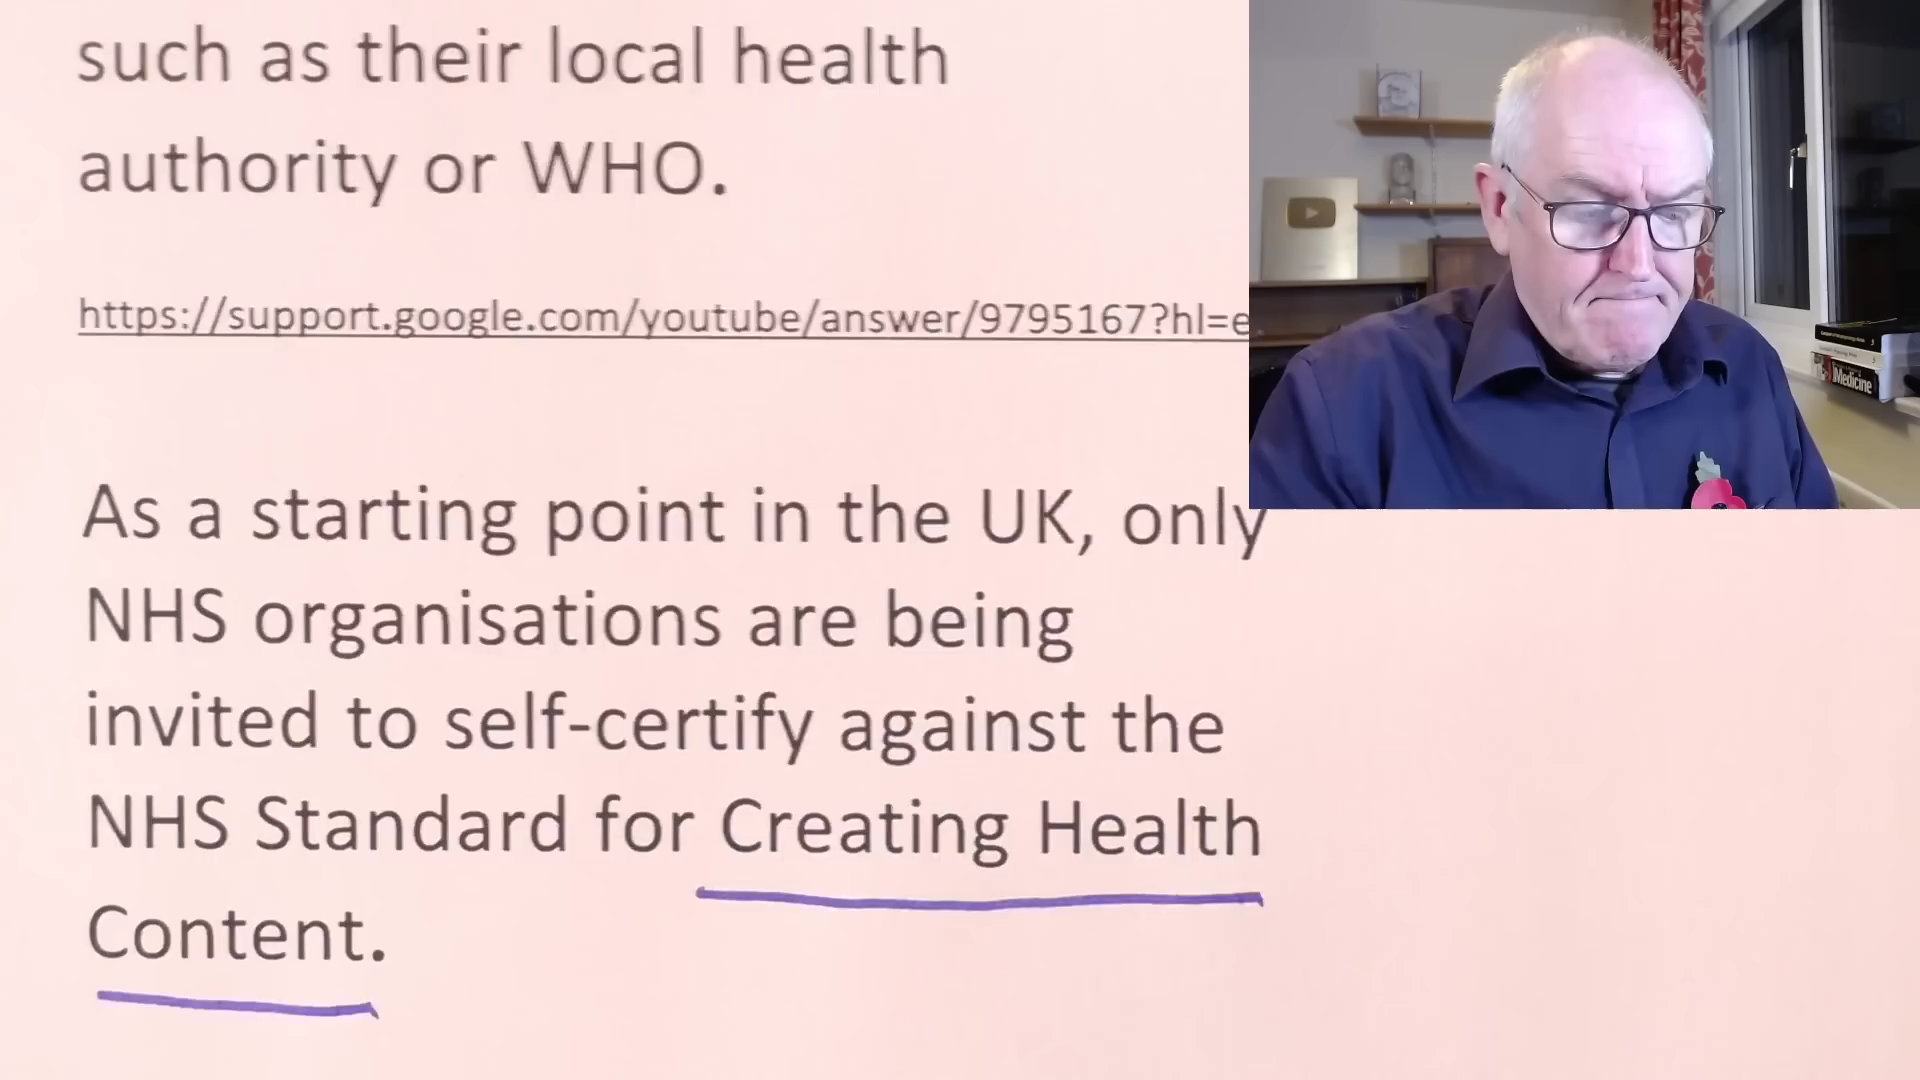 such as their local health
authority or WHO.
https://support.google.com/youtube/answer/9795167?hl=e
As a starting point in the UK, only
NHS organisations are being
invited to self-certify against the
NHS Standard for Creating Health
Content.
Medicine